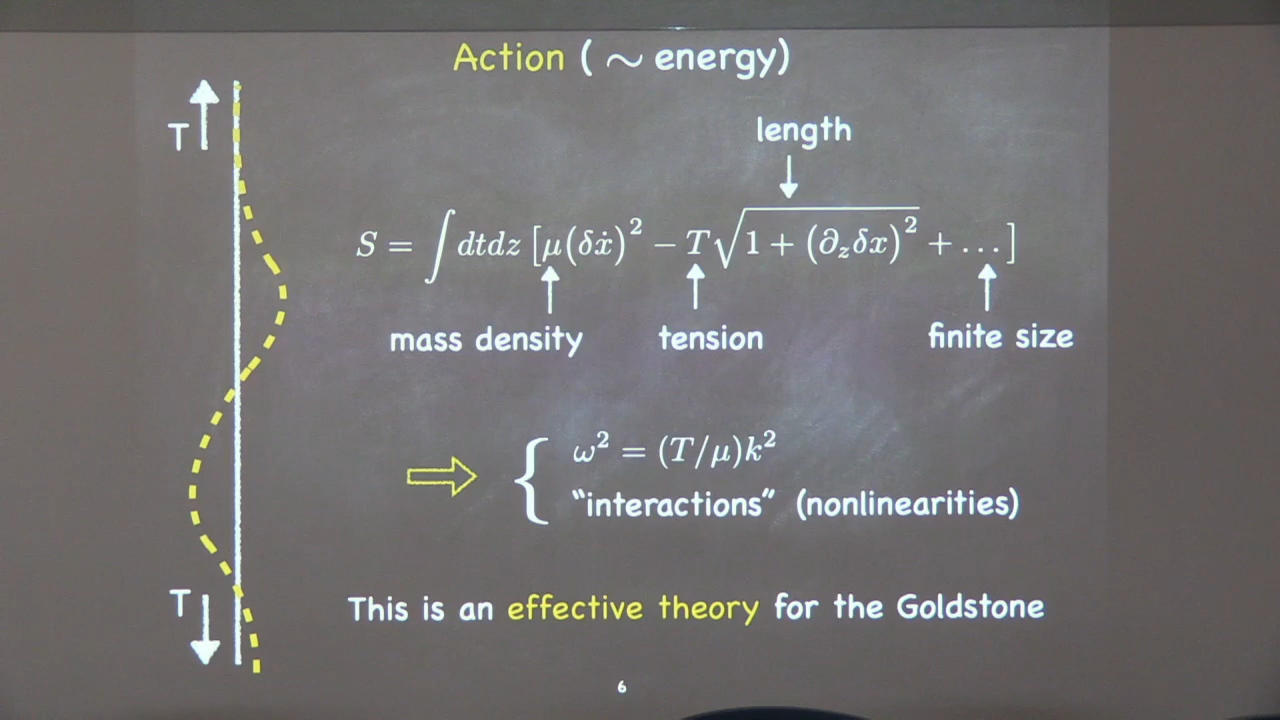 Action (∼ energy)
T
length
S = ∫ dtdz [μ(δẋ)² − T√(1 + (∂_zδx)²) + …]
mass density
tension
finite size
ω² = (T/μ)k²
"interactions" (nonlinearities)
T
This is an effective theory for the Goldstone
6